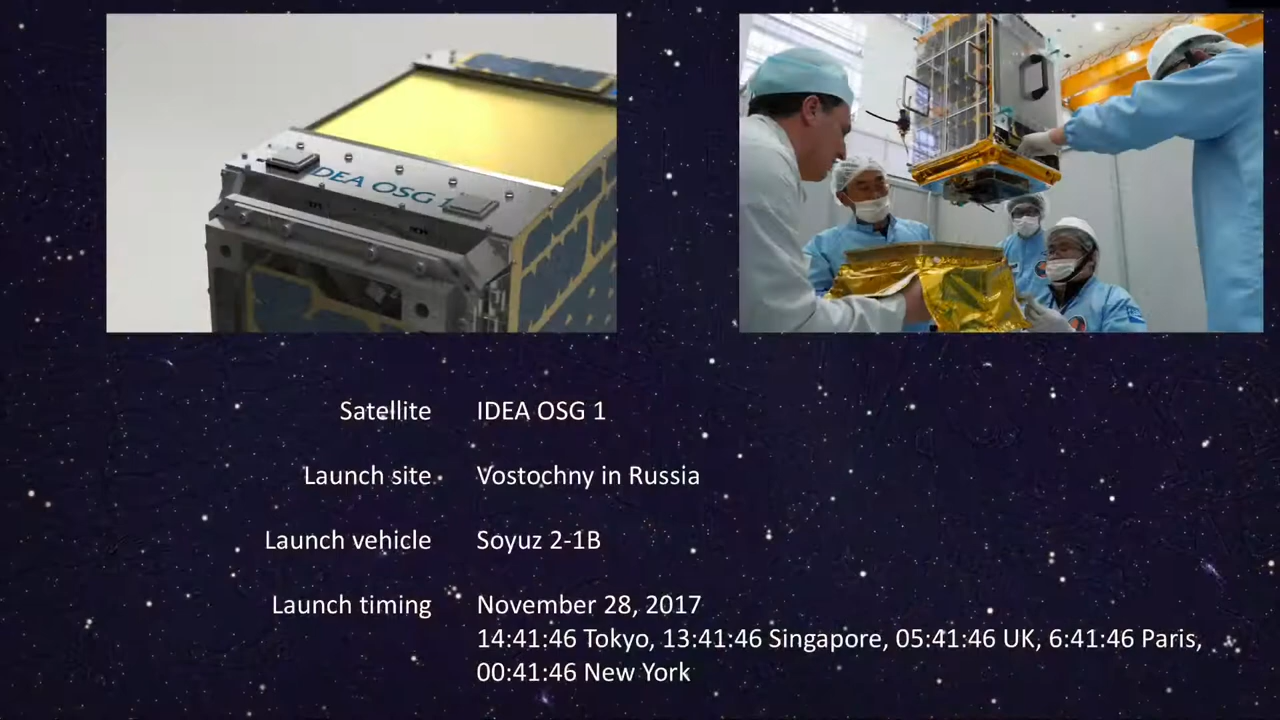 IDEA OSG 1
Satellite IDEA OSG 1
Launch site Vostochny in Russia
Launch vehicle Soyuz 2-1B
Launch timing November 28, 2017
14:41:46 Tokyo, 13:41:46 Singapore, 05:41:46 UK, 6:41:46 Paris,
00:41:46 New York